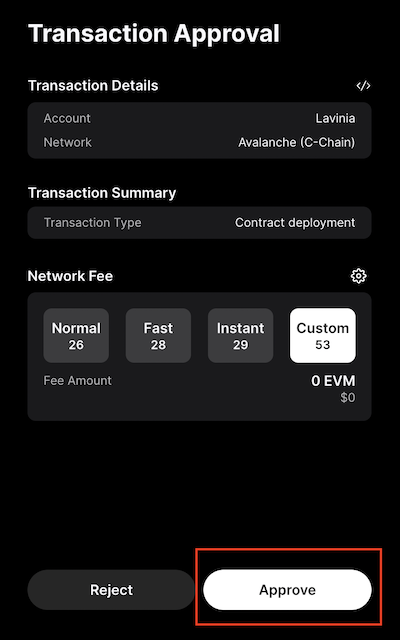 Transaction Approval
Transaction Details </>
Account Lavinia
Network Avalanche (C-Chain)
Transaction Summary
Transaction Type Contract deployment
Network Fee
Normal Fast Instant Custom
26 28 29 53
Fee Amount 0 EVM
$0
Reject Approve